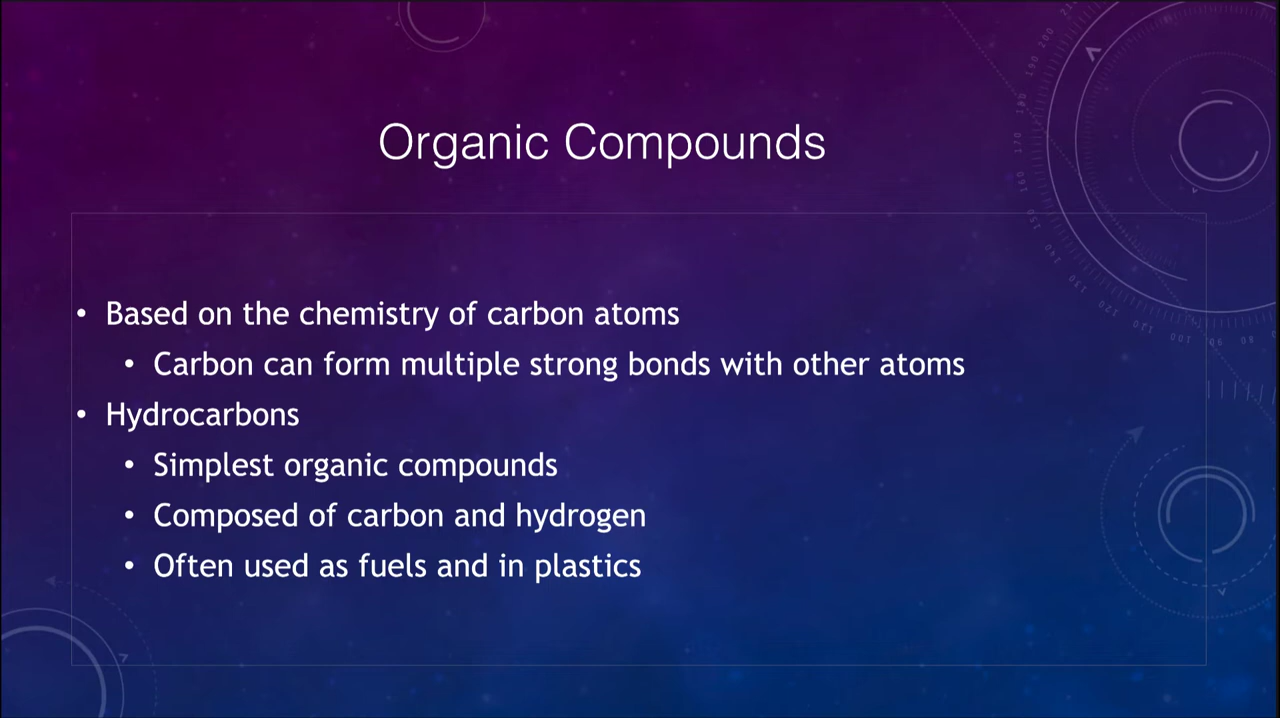 Organic Compounds
• Based on the chemistry of carbon atoms
• Carbon can form multiple strong bonds with other atoms
• Hydrocarbons
• Simplest organic compounds
• Composed of carbon and hydrogen
• Often used as fuels and in plastics